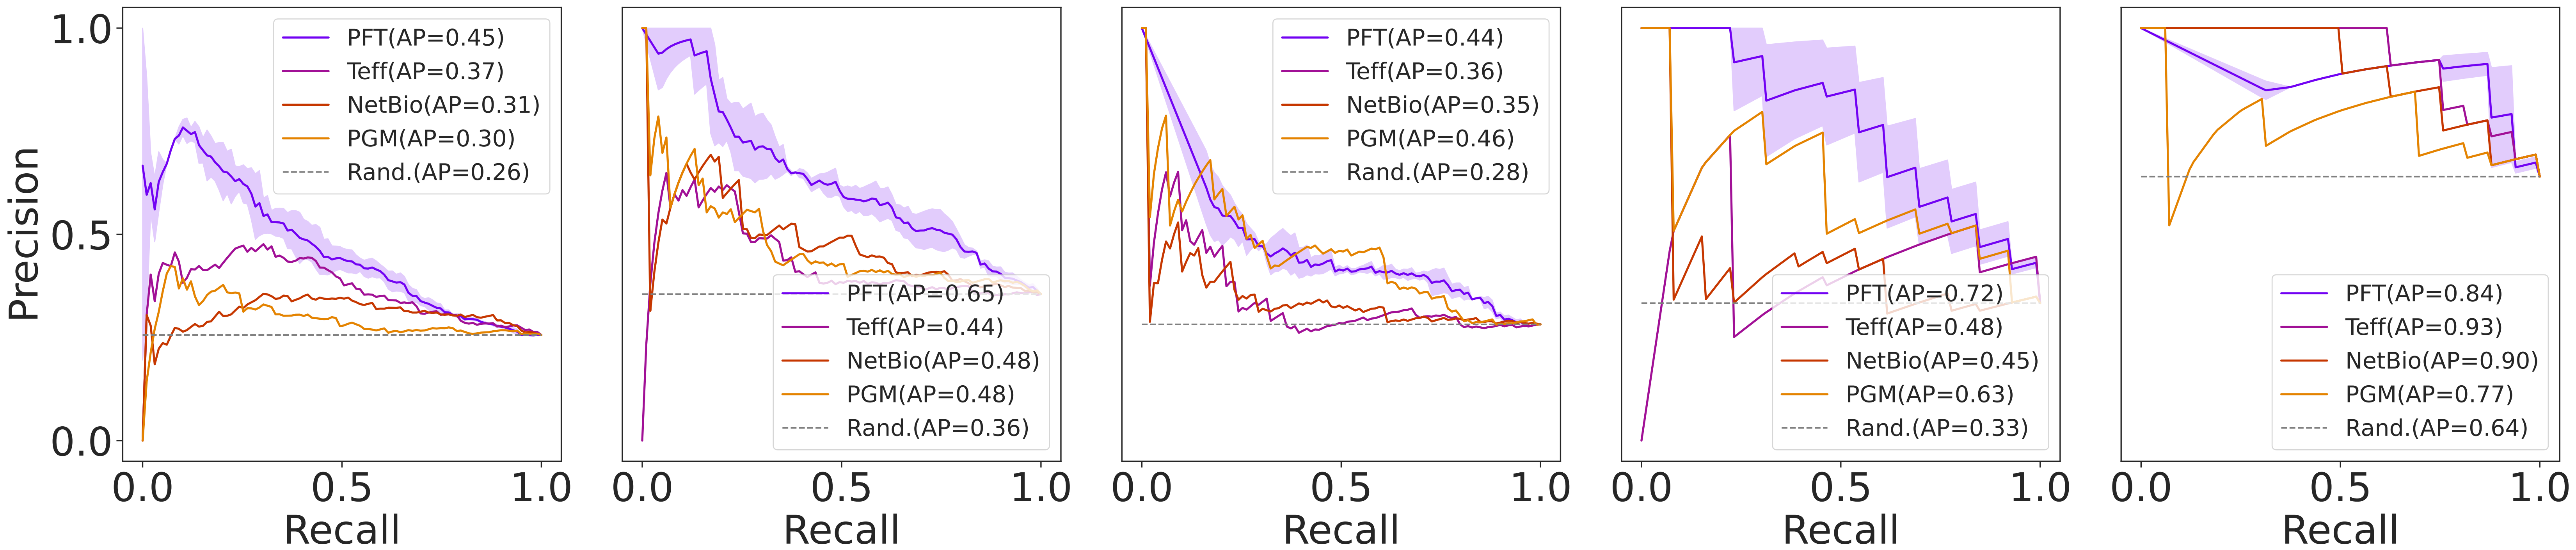 Precision
1.0
0.5
0.0
PFT(AP=0.45)
Teff(AP=0.37)
NetBio(AP=0.31)
PGM(AP=0.30)
Rand.(AP=0.26)
0.0 0.5 1.0
Recall
PFT(AP=0.65)
Teff(AP=0.44)
NetBio(AP=0.48)
PGM(AP=0.48)
Rand.(AP=0.36)
0.0 0.5 1.0
Recall
PFT(AP=0.44)
Teff(AP=0.36)
NetBio(AP=0.35)
PGM(AP=0.46)
Rand.(AP=0.28)
0.0 0.5 1.0
Recall
PFT(AP=0.72)
Teff(AP=0.48)
NetBio(AP=0.45)
PGM(AP=0.63)
Rand.(AP=0.33)
0.0 0.5 1.0
Recall
PFT(AP=0.84)
Teff(AP=0.93)
NetBio(AP=0.90)
PGM(AP=0.77)
Rand.(AP=0.64)
0.0 0.5 1.0
Recall